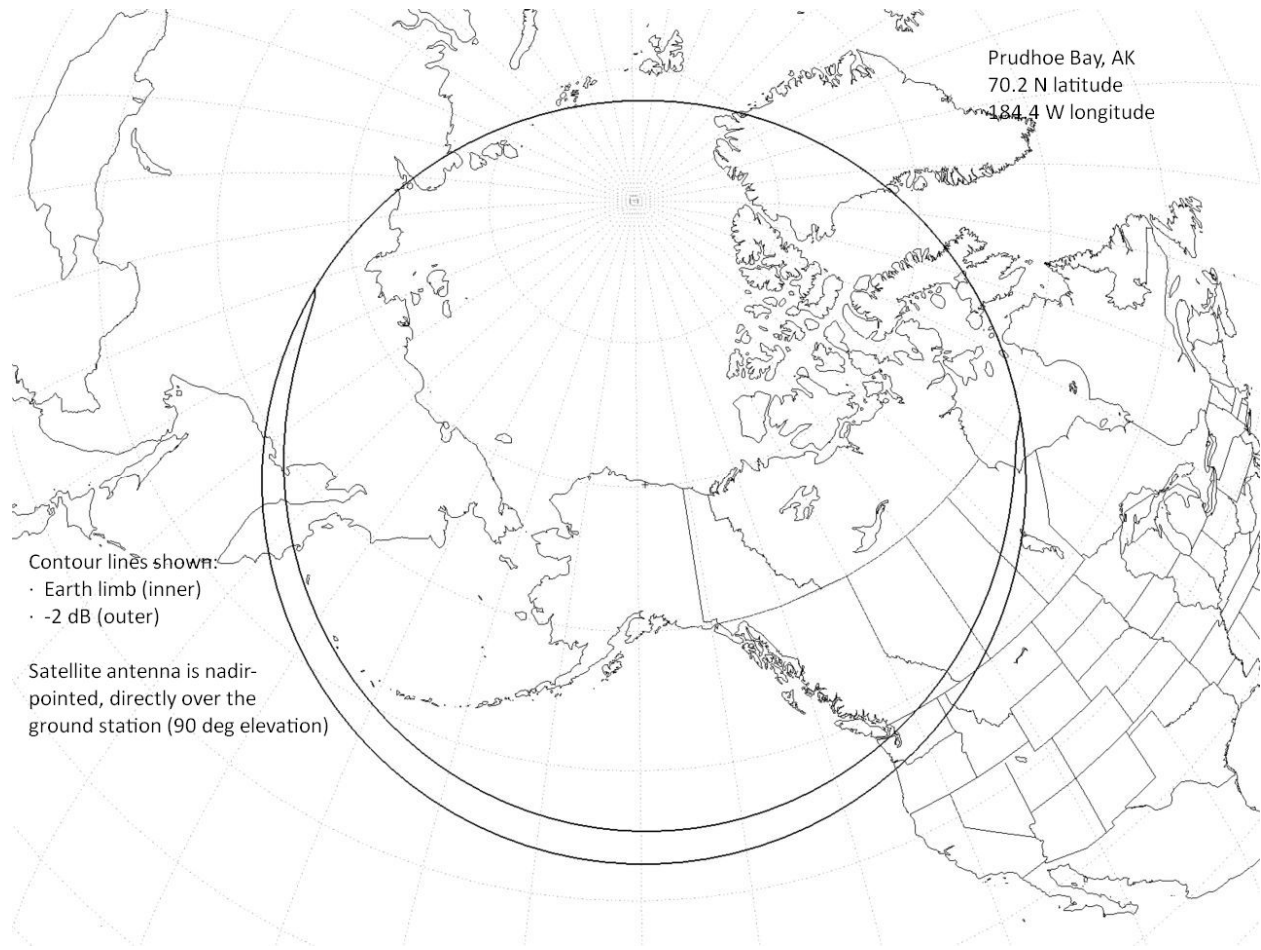 Prudhoe Bay, AK
70.2 N latitude
184.4 W longitude
Contour lines shown:
· Earth limb (inner)
· -2 dB (outer)
Satellite antenna is nadir-
pointed, directly over the
ground station (90 deg elevation)